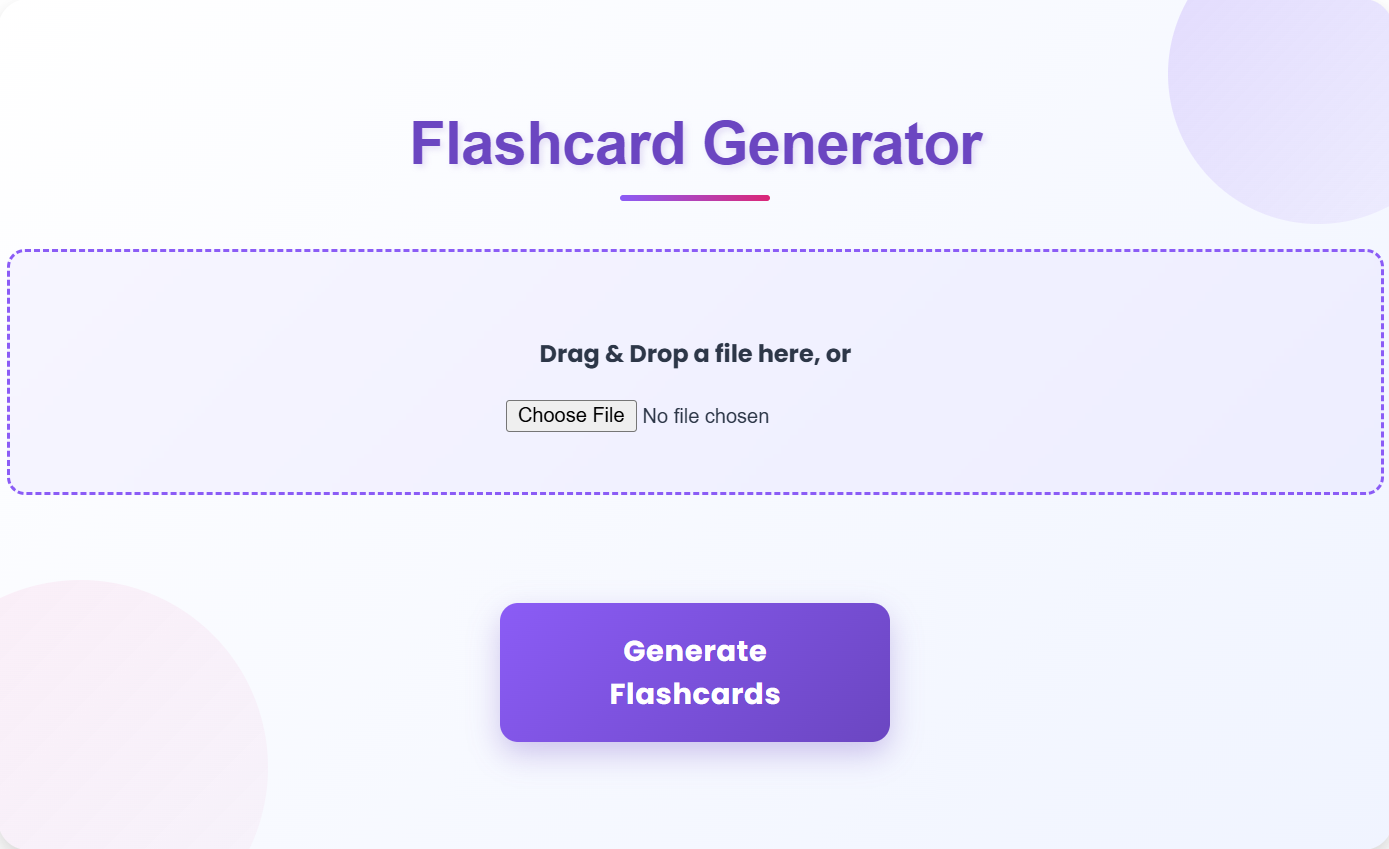 Flashcard Generator
Drag & Drop a file here, or
Choose File No file chosen
Generate
Flashcards